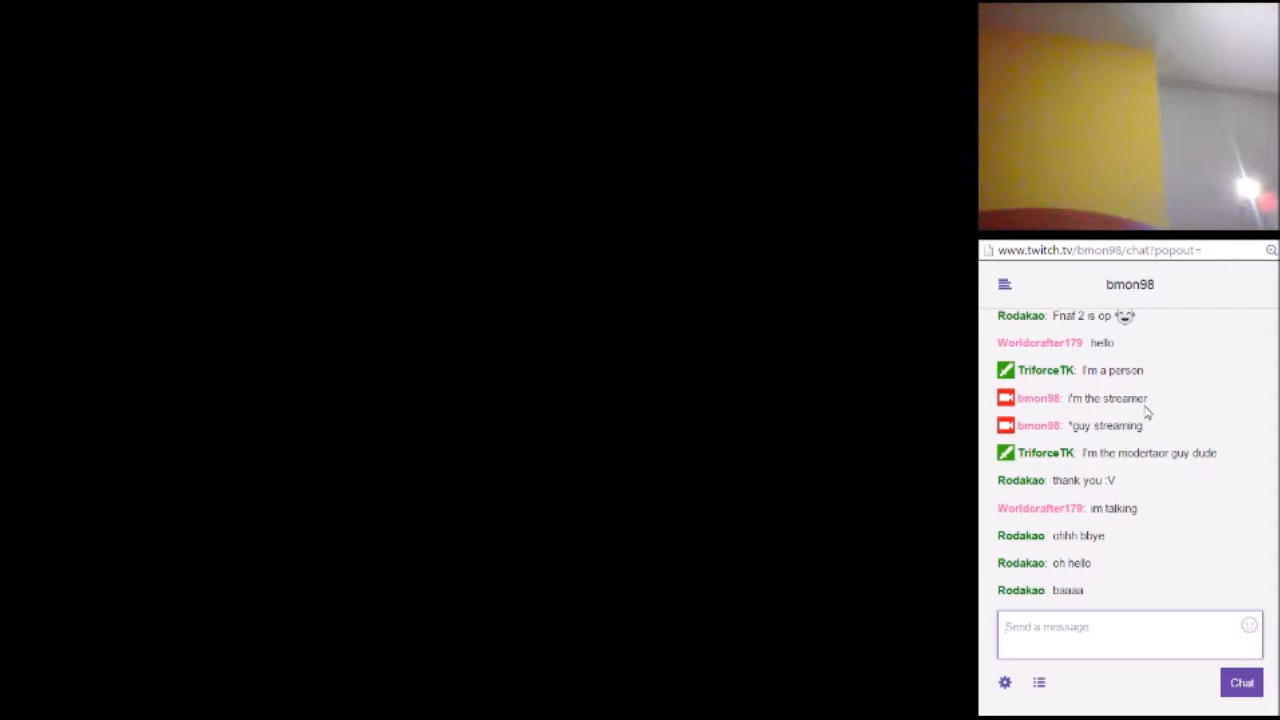 www.twitch.tv/bmon98/chat?popout=
bmon98
Rodakao: Fnaf 2 is op
Worldcrafter179 hello
TriforceTK: I'm a person
bmon98: i'm the streamer
bmon98: *guy streaming
TriforceTK: I'm the modertaor guy dude
Rodakao: thank you :V
Worldcrafter179: im talking
Rodakao: ohhh bbye
Rodakao: oh hello
Rodakao: baaaa
Send a message
Chat